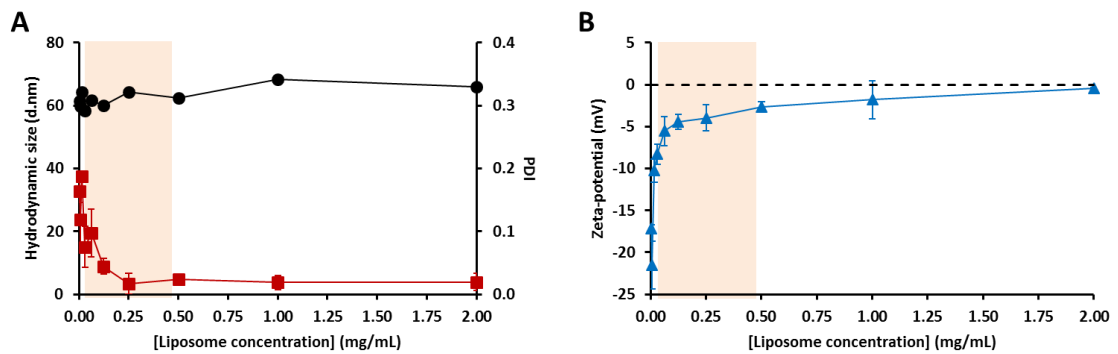 A
Hydrodynamic size (d.nm)
80
60
40
20
0
0.4
0.3
0.2
0.1
0.0
PDI
0.00 0.25 0.50 0.75 1.00 1.25 1.50 1.75 2.00
[Liposome concentration] (mg/mL)
B
Zeta-potential (mV)
5
0
-5
-10
-15
-20
-25
0.00 0.25 0.50 0.75 1.00 1.25 1.50 1.75 2.00
[Liposome concentration] (mg/mL)